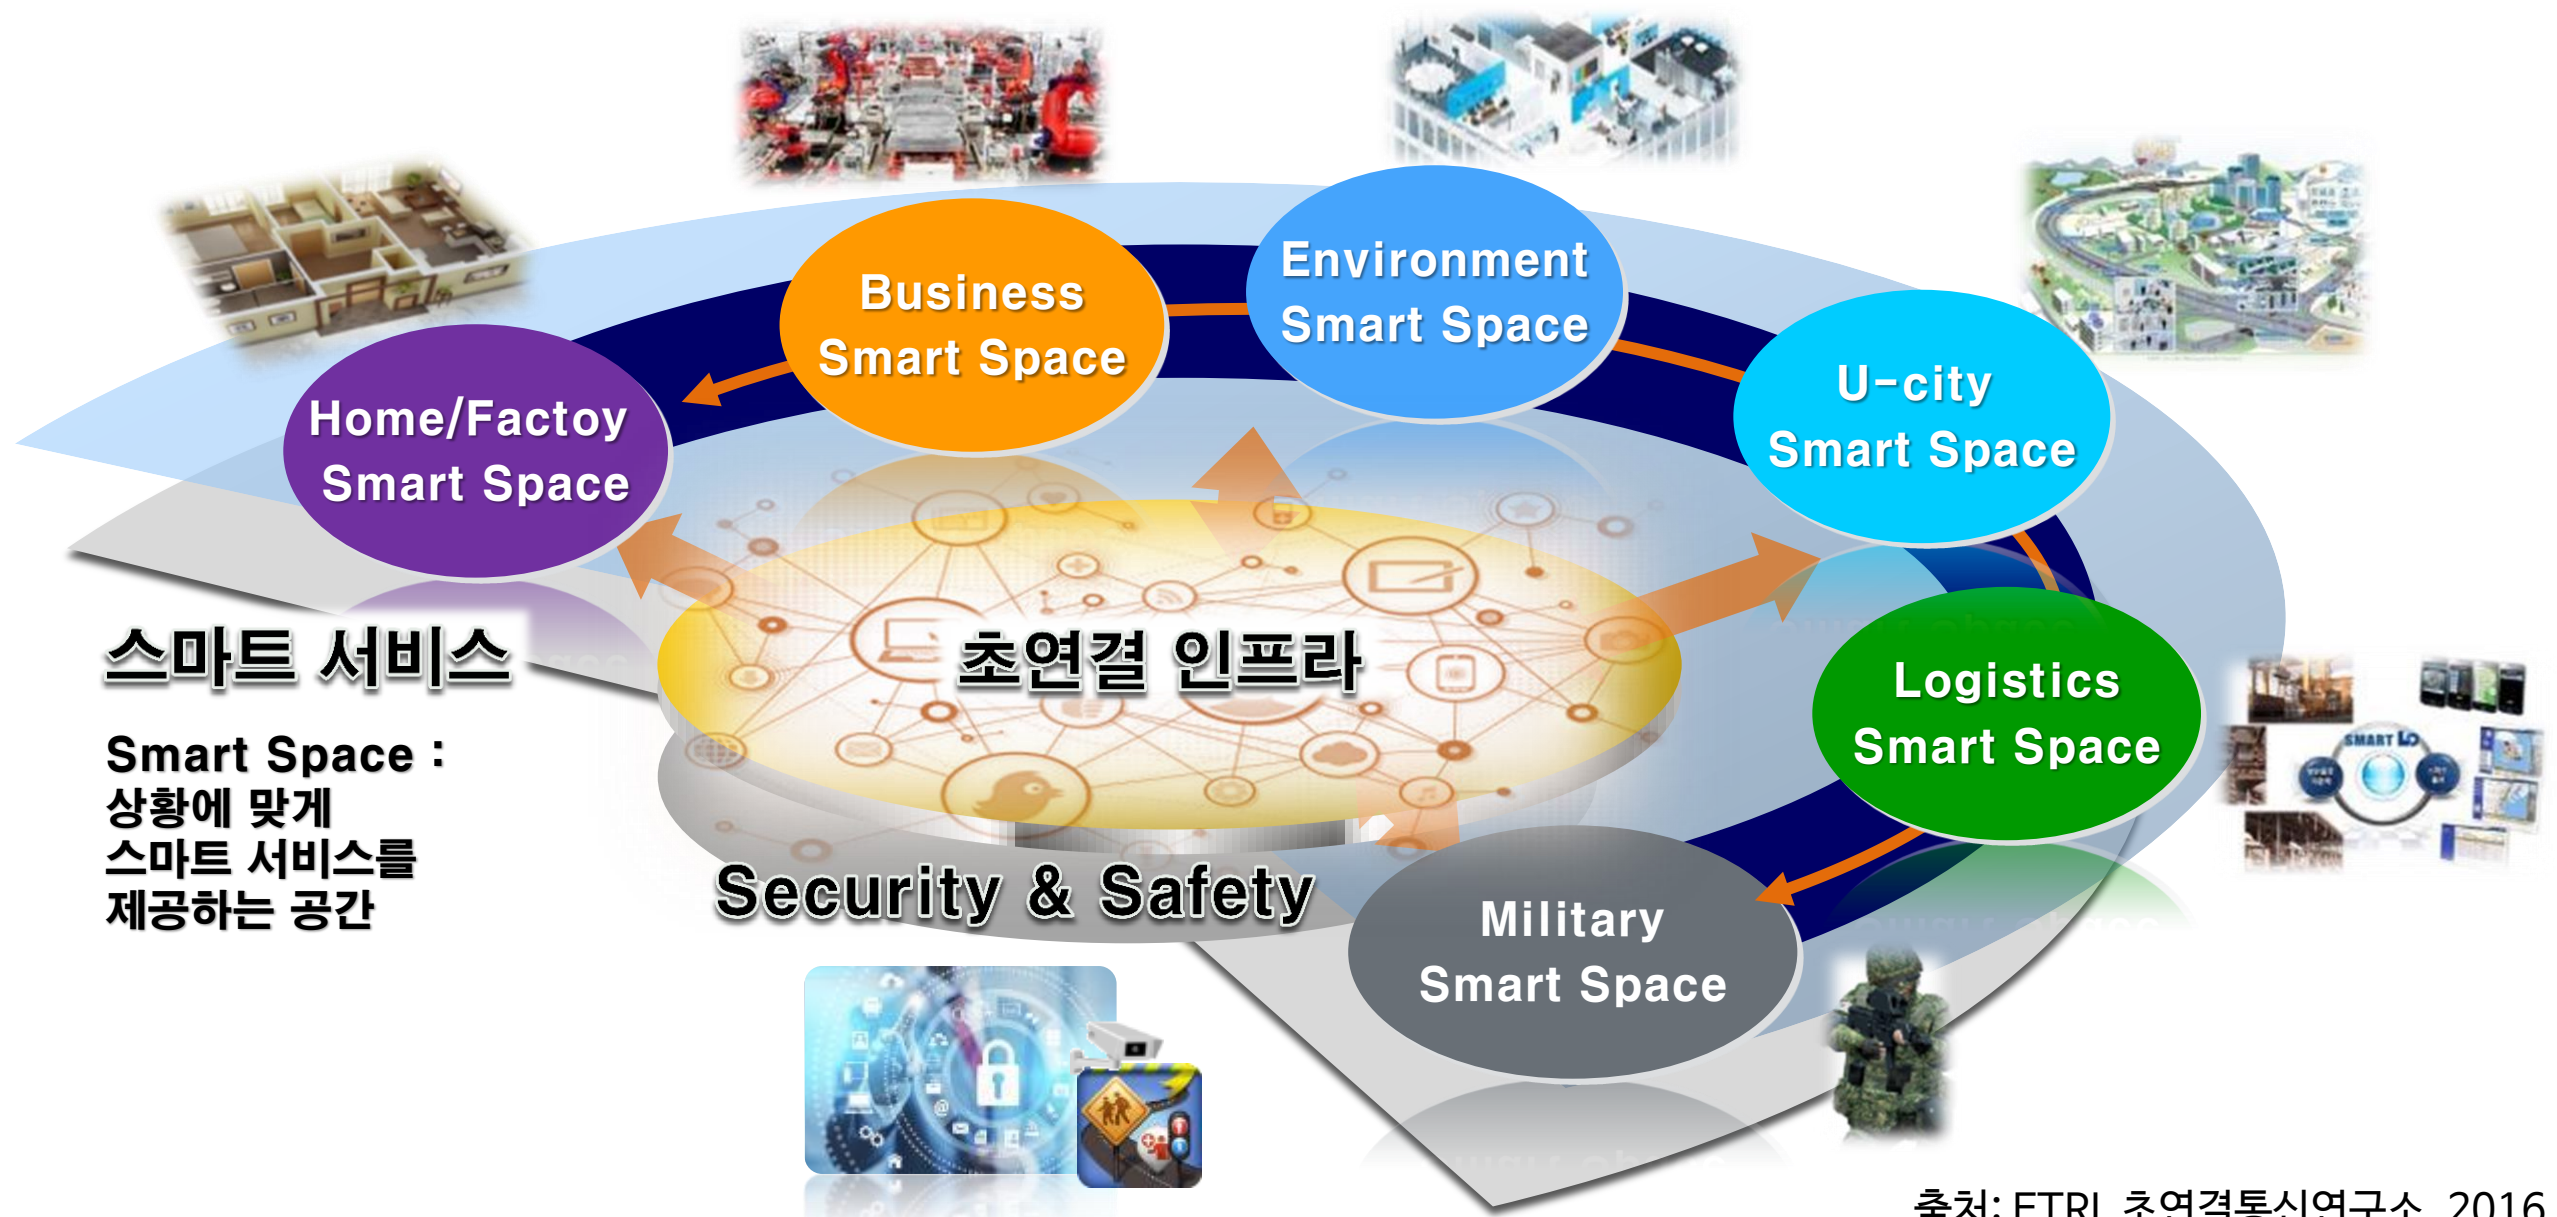 Business
Smart Space
Environment
Smart Space
U-city
Smart Space
Home/Factoy
Smart Space
스마트 서비스
초연결 인프라
Logistics
Smart Space
SMART
Smart Space :
상황에 맞게
스마트 서비스를
제공하는 공간
Security & Safety
Military
Smart Space
출처: ETRI 초연결통신연구소, 2016